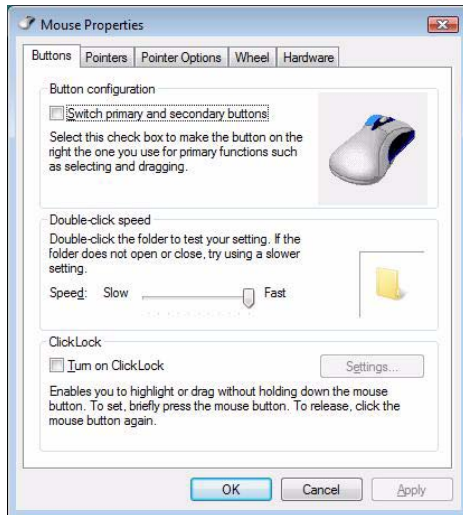 Mouse Properties
Buttons Pointers Pointer Options Wheel Hardware
Button configuration
Switch primary and secondary buttons
Select this check box to make the button on the
right the one you use for primary functions such
as selecting and dragging.
Double-click speed
Double-click the folder to test your setting. If the
folder does not open or close, try using a slower
setting.
Speed: Slow Fast
ClickLock
Turn on ClickLock
Settings...
Enables you to highlight or drag without holding down the mouse
button. To set, briefly press the mouse button. To release, click the
mouse button again.
OK Cancel Apply